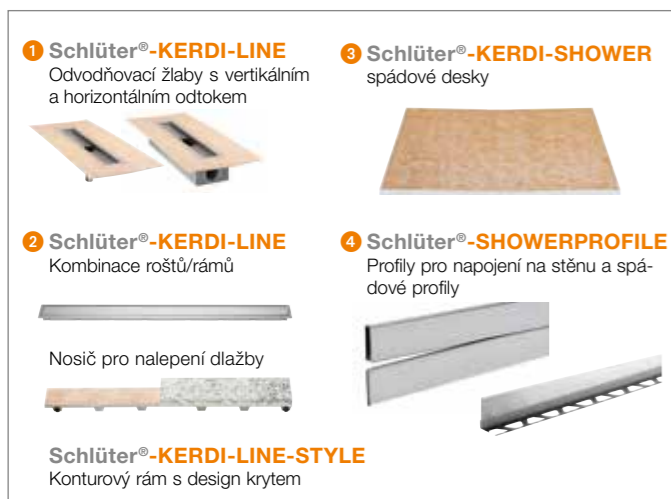 1 Schlüter®-KERDI-LINE
Odvodňovací žlaby s vertikálním
a horizontálním odtokem
2 Schlüter®-KERDI-LINE
Kombinace roštů/rámů
Nosič pro nalepení dlažby
Schlüter®-KERDI-LINE-STYLE
Konturový rám s design krytem
3 Schlüter®-KERDI-SHOWER
spádové desky
4 Schlüter®-SHOWERPROFILE
Profily pro napojení na stěnu a spá-
dové profily